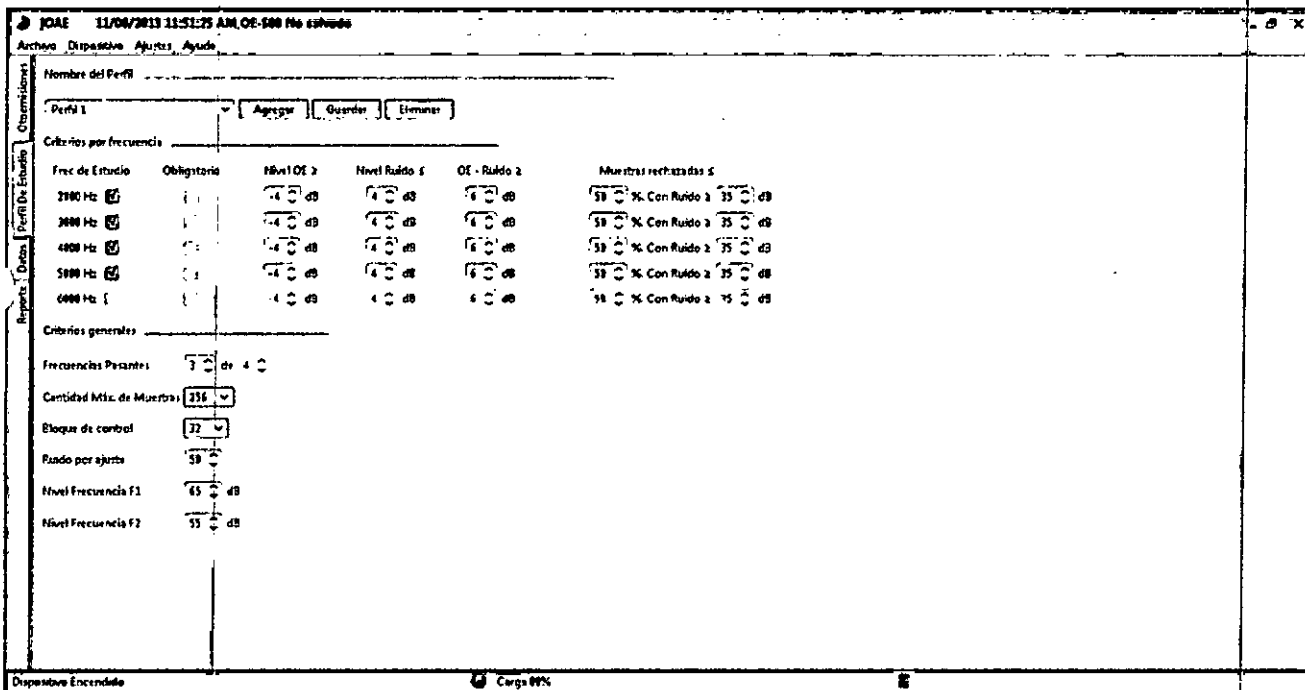 JOAE 11/08/2013 11:51:25 AM, OE-500 No salvado
Archivo Dispositivo Ajustes Ayuda
Otoemisiones
Perfil De Estudio
Datos
Reporte
Nombre del Perfil
Perfil 1 Agregar Guardar Eliminar
Criterios por frecuencia
Frec de Estudio Obligatoria Nivel OE ≥ Nivel Ruido ≤ OE - Ruido ≥ Muestras rechazadas ≤
2000 Hz -4 dB 4 dB 6 dB 50 % Con Ruido ≥ 35 dB
3000 Hz -4 dB 4 dB 6 dB 50 % Con Ruido ≥ 35 dB
4000 Hz -4 dB 4 dB 6 dB 50 % Con Ruido ≥ 35 dB
5000 Hz -4 dB 4 dB 6 dB 50 % Con Ruido ≥ 35 dB
6000 Hz -4 dB 4 dB 6 dB 50 % Con Ruido ≥ 35 dB
Criterios generales
Frecuencias Pasantes 3 de 4
Cantidad Máx. de Muestras 256
Bloque de control 32
Ruido por ajuste 50
Nivel Frecuencia F1 65 dB
Nivel Frecuencia F2 55 dB
Dispositivo Encendido Carga